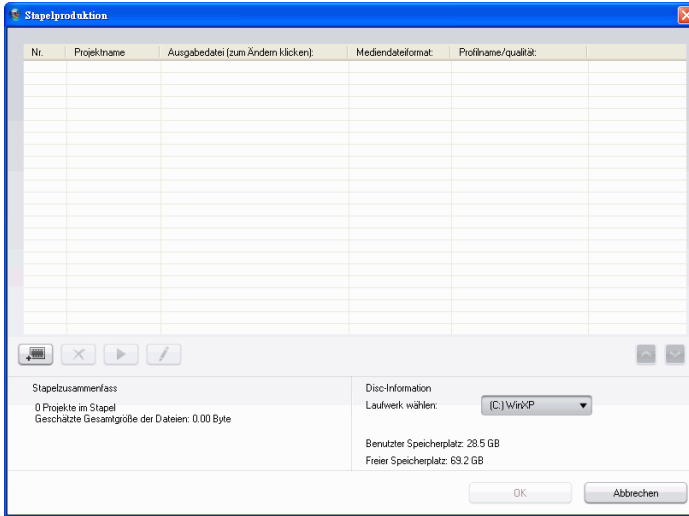 Stapelproduktion
Nr. Projektname Ausgabedatei (zum Ändern klicken): Mediendateiformat: Profilname/qualität:
Stapelzusammenfass
0 Projekte im Stapel
Geschätzte Gesamtgröße der Dateien: 0.00 Byte
Disc-Information
Laufwerk wählen: (C:) WinXP
Benutzter Speicherplatz: 28.5 GB
Freier Speicherplatz: 69.2 GB
OK Abbrechen